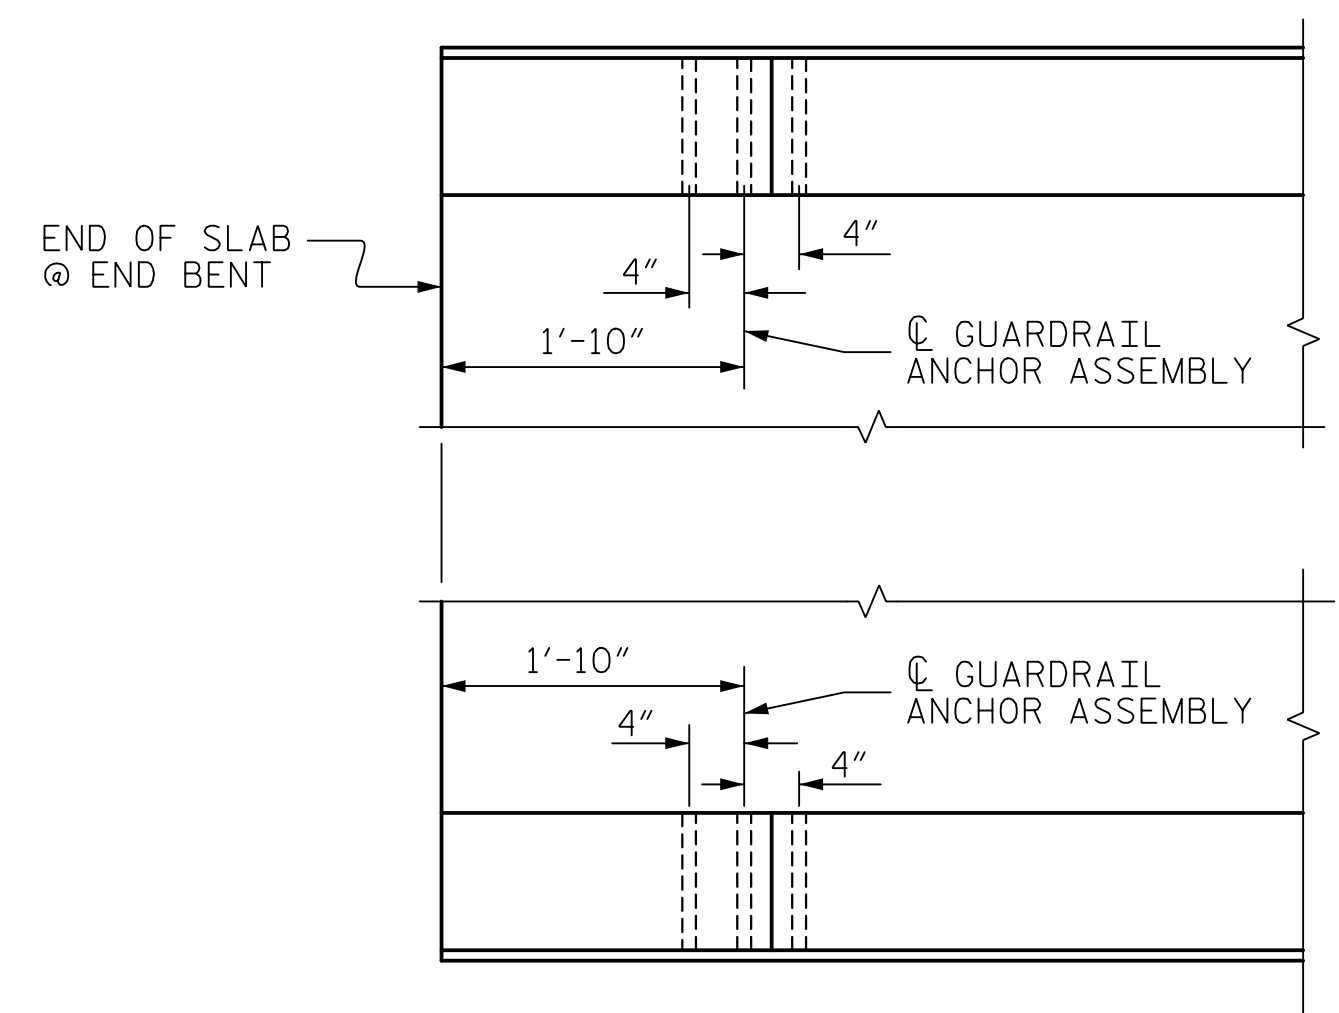 4″
END OF SLAB
@ END BENT
4″
1′-10″
℄ GUARDRAIL
ANCHOR ASSEMBLY
1′-10″
℄ GUARDRAIL
ANCHOR ASSEMBLY
4″
4″